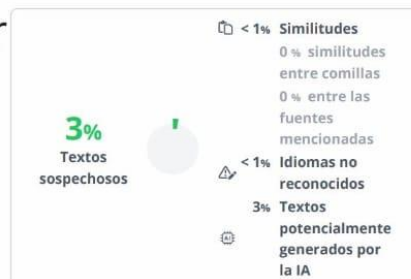 3%
Textos
sospechosos
< 1% Similitudes
0 % similitudes
entre comillas
0 % entre las
fuentes
mencionadas
< 1% Idiomas no
reconocidos
3% Textos
potencialmente
generados por
la IA